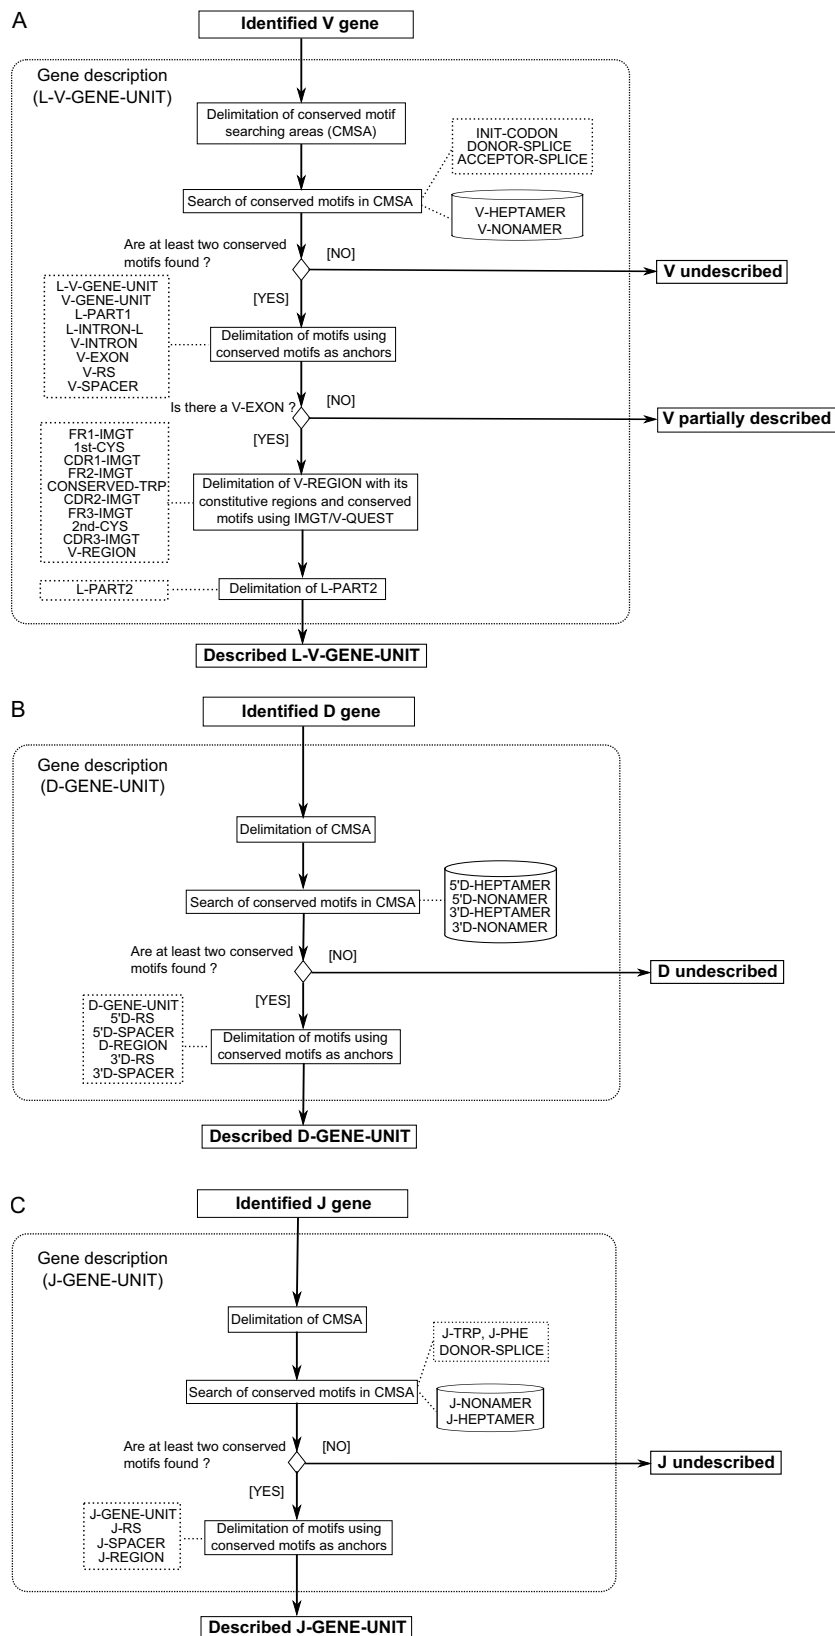 A
Identified V gene
Gene description
(L-V-GENE-UNIT)
Delimitation of conserved motif
searching areas (CMSA)
INIT-CODON
DONOR-SPLICE
ACCEPTOR-SPLICE
Search of conserved motifs in CMSA
V-HEPTAMER
V-NONAMER
Are at least two conserved
motifs found ?
[NO]
V undescribed
[YES]
L-V-GENE-UNIT
V-GENE-UNIT
L-PART1
L-INTRON-L
V-INTRON
V-EXON
V-RS
V-SPACER
Delimitation of motifs using
conserved motifs as anchors
Is there a V-EXON ?
[NO]
V partially described
[YES]
FR1-IMGT
1st-CYS
CDR1-IMGT
FR2-IMGT
CONSERVED-TRP
CDR2-IMGT
FR3-IMGT
2nd-CYS
CDR3-IMGT
V-REGION
Delimitation of V-REGION with its
constitutive regions and conserved
motifs using IMGT/V-QUEST
L-PART2
Delimitation of L-PART2
Described L-V-GENE-UNIT
B
Identified D gene
Gene description
(D-GENE-UNIT)
Delimitation of CMSA
Search of conserved motifs in CMSA
5'D-HEPTAMER
5'D-NONAMER
3'D-HEPTAMER
3'D-NONAMER
Are at least two conserved
motifs found ?
[NO]
D undescribed
[YES]
D-GENE-UNIT
5'D-RS
5'D-SPACER
D-REGION
3'D-RS
3'D-SPACER
Delimitation of motifs using
conserved motifs as anchors
Described D-GENE-UNIT
C
Identified J gene
Gene description
(J-GENE-UNIT)
Delimitation of CMSA
J-TRP, J-PHE
DONOR-SPLICE
Search of conserved motifs in CMSA
J-NONAMER
J-HEPTAMER
Are at least two conserved
motifs found ?
[NO]
J undescribed
[YES]
J-GENE-UNIT
J-RS
J-SPACER
J-REGION
Delimitation of motifs using
conserved motifs as anchors
Described J-GENE-UNIT